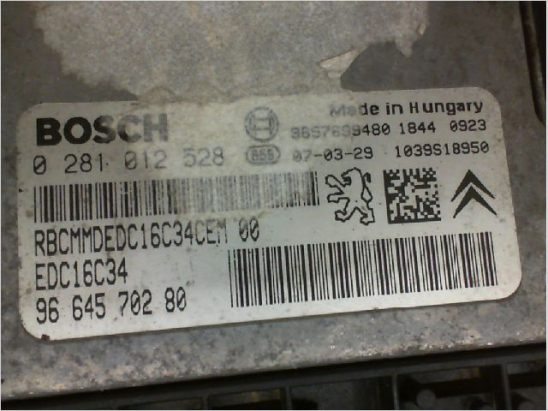 BOSCH
Made in Hungary
9657899480 1844 0923
0 281 012 528
07-03-29 1039S18950
RBCMMDEDC16C34CEM 00
EDC16C34
96 645 702 80